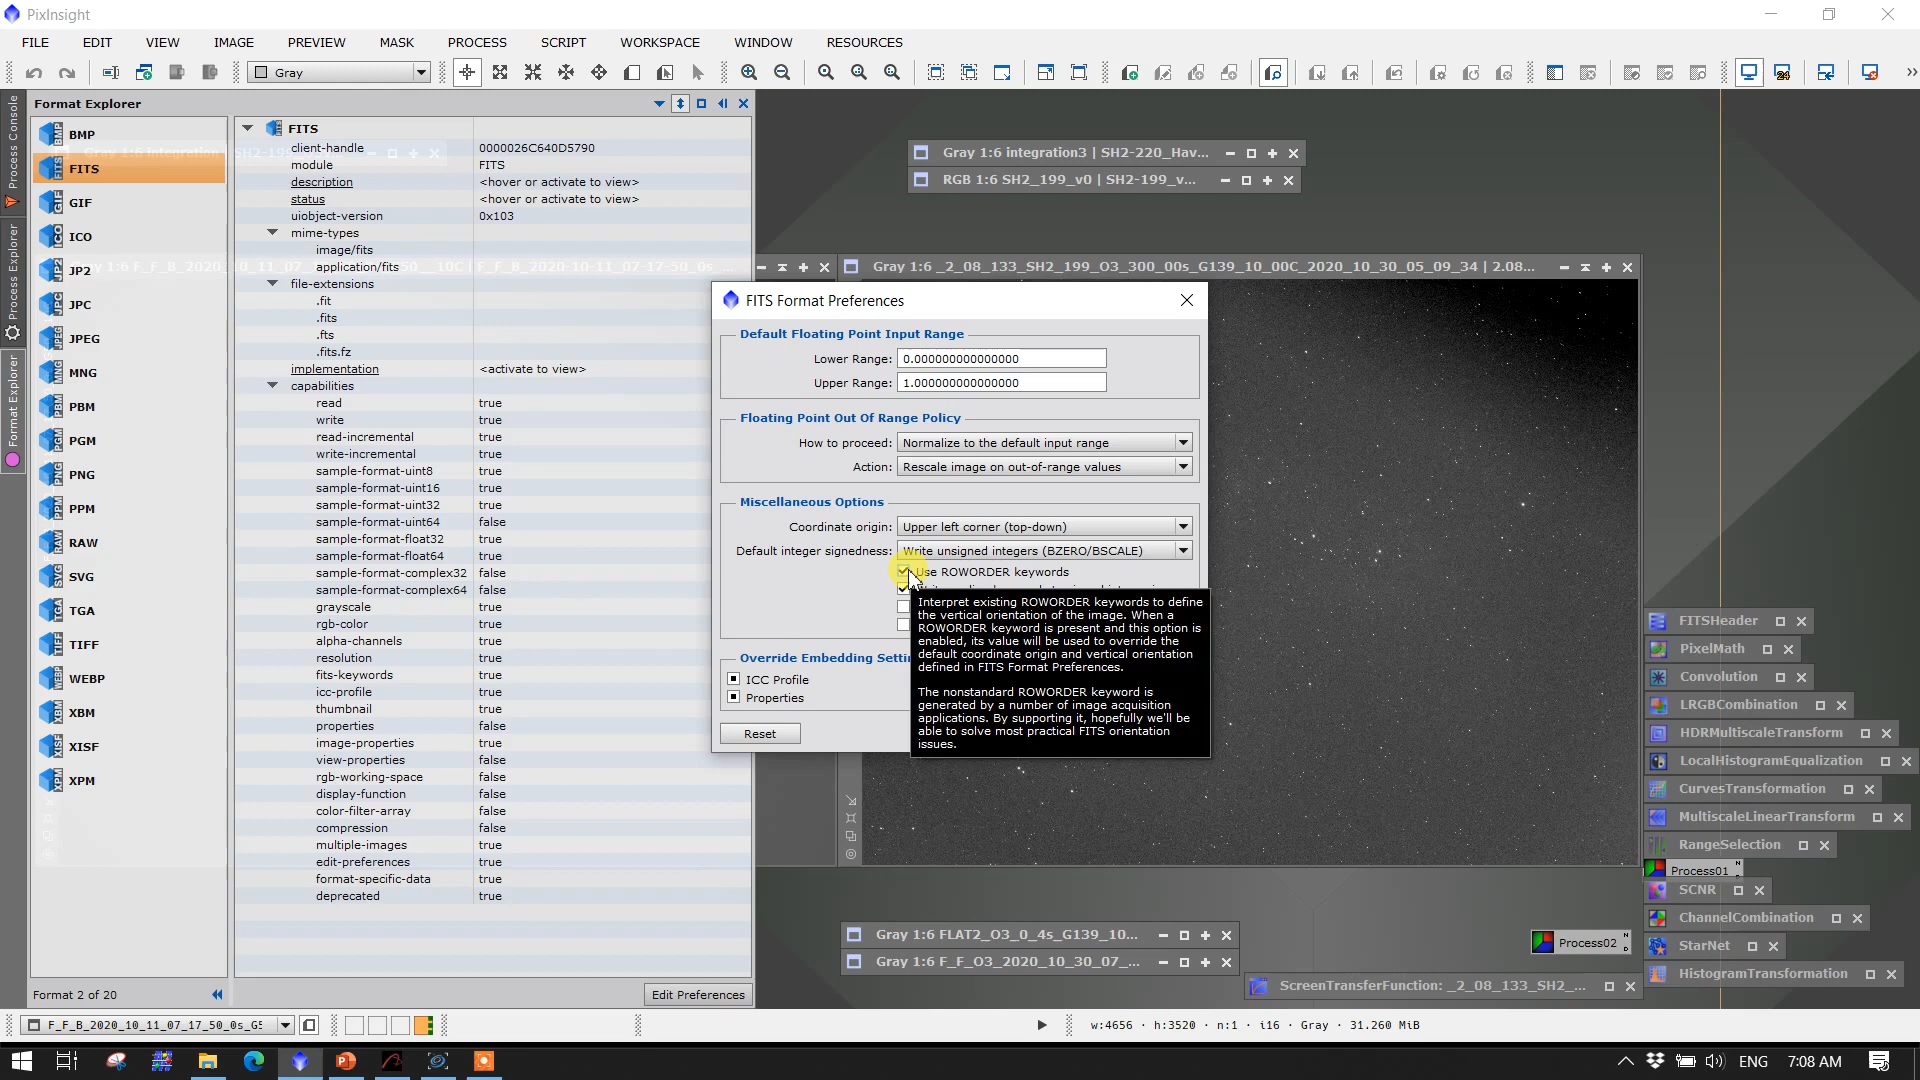 PixInsight
FILE EDIT VIEW IMAGE PREVIEW MASK PROCESS SCRIPT WORKSPACE WINDOW RESOURCES
Gray
24
Format Explorer
Process Console
Process Explorer
Format Explorer
BMP
FITS
GIF
ICO
JP2
JPC
JPEG
MNG
PBM
PGM
PNG
PPM
RAW
SVG
TGA
TIFF
WEBP
XBM
XISF
XPM
FITS
client-handle 0000026C640D5790
module FITS
description <hover or activate to view>
status <hover or activate to view>
uiobject-version 0x103
mime-types
image/fits
application/fits
file-extensions
.fit
.fits
.fts
.fits.fz
implementation <activate to view>
capabilities
read true
write true
read-incremental true
write-incremental true
sample-format-uint8 true
sample-format-uint16 true
sample-format-uint32 true
sample-format-uint64 false
sample-format-float32 true
sample-format-float64 true
sample-format-complex32 false
sample-format-complex64 false
grayscale true
rgb-color true
alpha-channels true
resolution true
fits-keywords true
icc-profile true
thumbnail true
properties false
image-properties true
view-properties false
rgb-working-space false
display-function false
color-filter-array false
compression false
multiple-images true
edit-preferences true
format-specific-data true
deprecated true
Format 2 of 20
Edit Preferences
Gray 1:6 integration3 | SH2-220_Hav...
RGB 1:6 SH2_199_v0 | SH2-199_v...
Gray 1:6 _2_08_133_SH2_199_O3_300_00s_G139_10_00C_2020_10_30_05_09_34 | 2.08...
FITS Format Preferences
Default Floating Point Input Range
Lower Range: 0.000000000000000
Upper Range: 1.000000000000000
Floating Point Out Of Range Policy
How to proceed: Normalize to the default input range
Action: Rescale image on out-of-range values
Miscellaneous Options
Coordinate origin: Upper left corner (top-down)
Default integer signedness: Write unsigned integers (BZERO/BSCALE)
Use ROWORDER keywords
Interpret existing ROWORDER keywords to define
the vertical orientation of the image. When a
ROWORDER keyword is present and this option is
enabled, its value will be used to override the
default coordinate origin and vertical orientation
defined in FITS Format Preferences.
The nonstandard ROWORDER keyword is
generated by a number of image acquisition
applications. By supporting it, hopefully we'll be
able to solve most practical FITS orientation
issues.
Override Embedding Setti
ICC Profile
Properties
Reset
FITSHeader
PixelMath
Convolution
LRGBCombination
HDRMultiscaleTransform
LocalHistogramEqualization
CurvesTransformation
MultiscaleLinearTransform
RangeSelection
Process01
SCNR
ChannelCombination
StarNet
HistogramTransformation
Process02
Gray 1:6 FLAT2_O3_0_4s_G139_10...
Gray 1:6 F_F_O3_2020_10_30_07_...
ScreenTransferFunction: _2_08_133_SH2_...
F_F_B_2020_10_11_07_17_50_0s_G5
w:4656 · h:3520 · n:1 · i16 · Gray · 31.260 MiB
ENG 7:08 AM